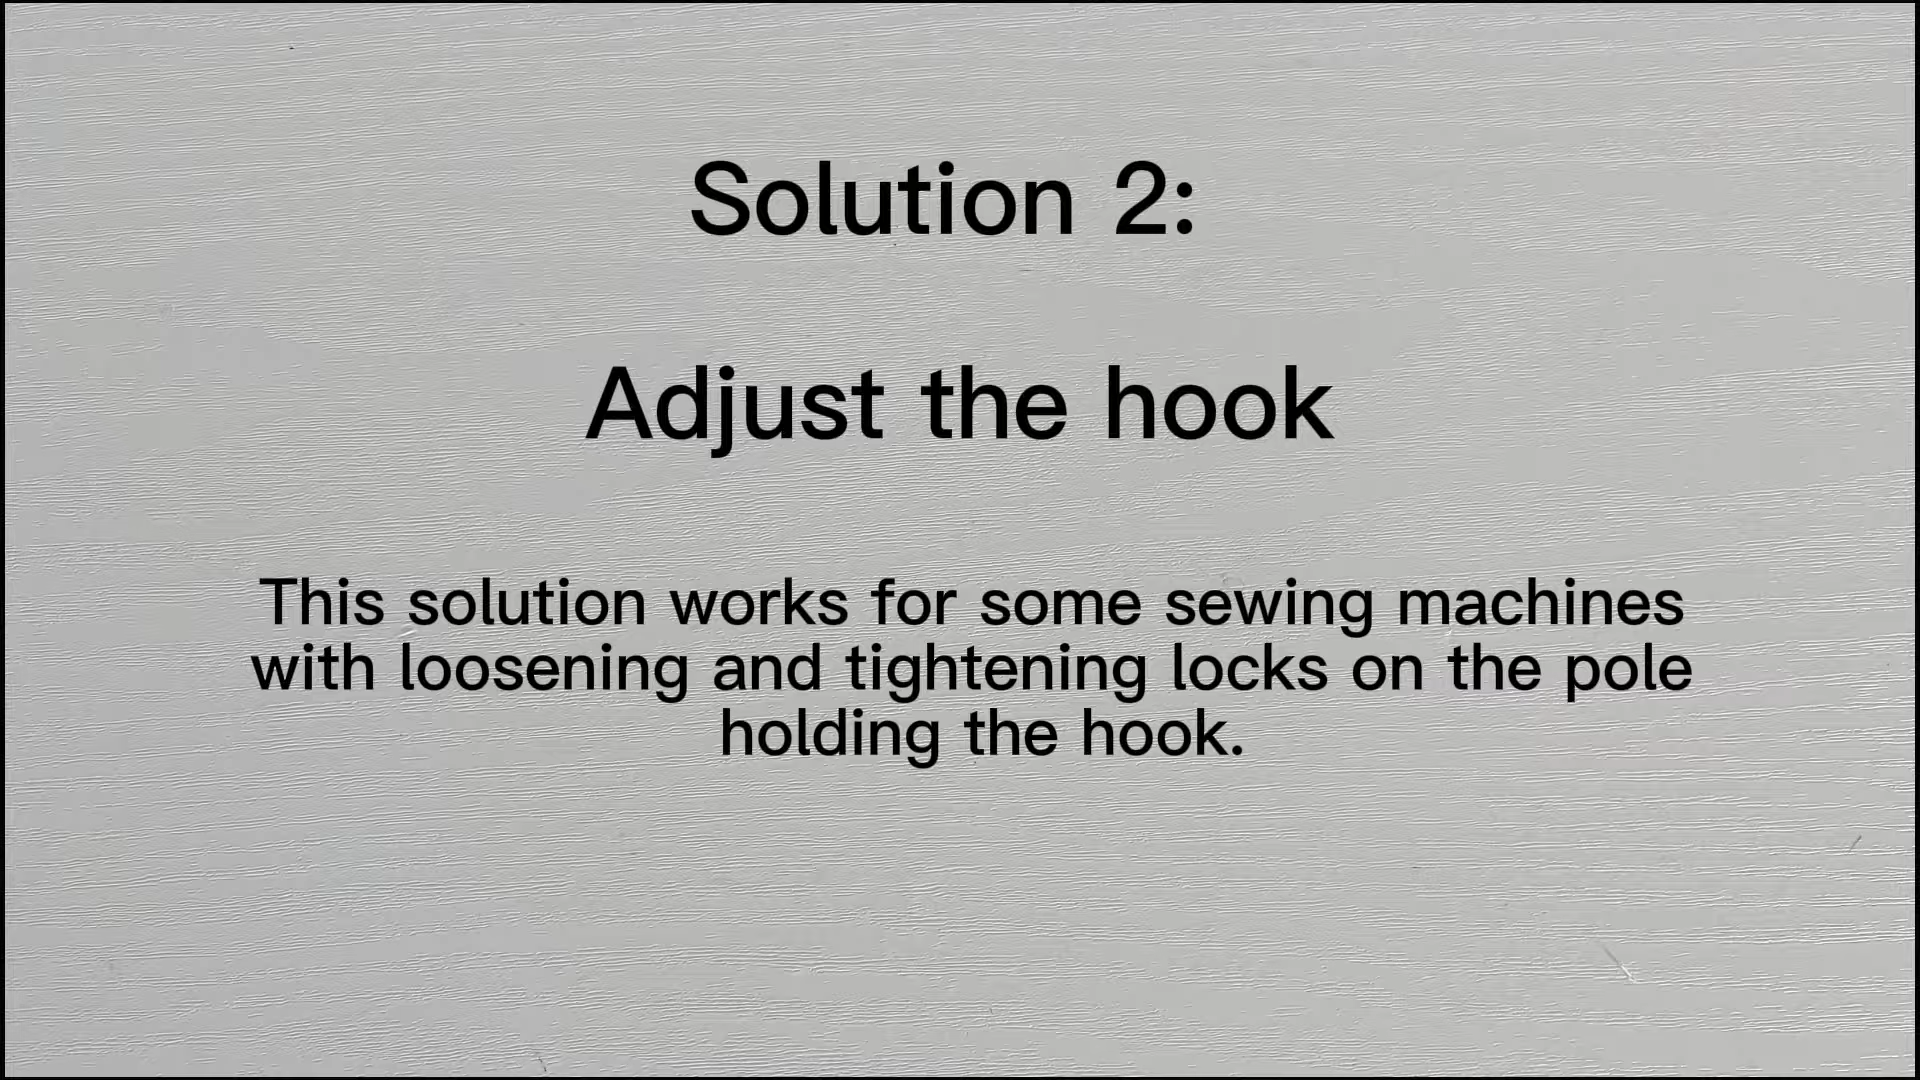 Solution 2:
Adjust the hook
This solution works for some sewing machines
with loosening and tightening locks on the pole
holding the hook.